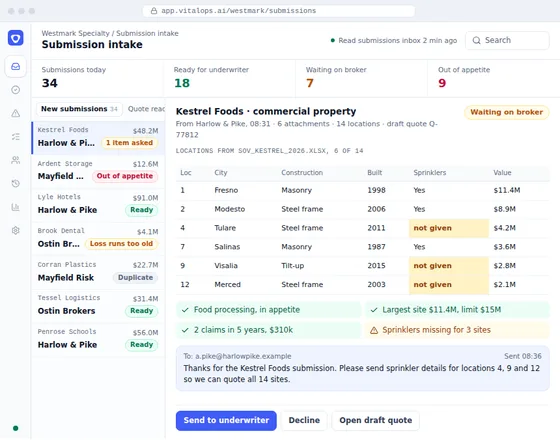 app.vitalops.ai/westmark/submissions
Westmark Specialty / Submission intake
Submission intake
Read submissions inbox 2 min ago
Search
Submissions today
34
Ready for underwriter
18
Waiting on broker
7
Out of appetite
9
New submissions 34
Quote read
Kestrel Foods $48.2M
Harlow & Pi... 1 item asked
Ardent Storage $12.6M
Mayfield ... Out of appetite
Lyle Hotels $91.0M
Harlow & Pike Ready
Brook Dental $4.1M
Ostin Br... Loss runs too old
Corran Plastics $22.7M
Mayfield Risk Duplicate
Tessel Logistics $31.4M
Ostin Brokers Ready
Penrose Schools $56.0M
Harlow & Pike Ready
Kestrel Foods · commercial property
Waiting on broker
From Harlow & Pike, 08:31 · 6 attachments · 14 locations · draft quote Q-
77812
LOCATIONS FROM SOV_KESTREL_2026.XLSX, 6 OF 14
Loc City Construction Built Sprinklers Value
1 Fresno Masonry 1998 Yes $11.4M
2 Modesto Steel frame 2006 Yes $8.9M
4 Tulare Steel frame 2011 not given $4.2M
7 Salinas Masonry 1987 Yes $3.6M
9 Visalia Tilt-up 2015 not given $2.8M
12 Merced Steel frame 2003 not given $2.1M
Food processing, in appetite
Largest site $11.4M, limit $15M
2 claims in 5 years, $310k
Sprinklers missing for 3 sites
To: a.pike@harlowpike.example Sent 08:36
Thanks for the Kestrel Foods submission. Please send sprinkler details for locations 4, 9 and 12
so we can quote all 14 sites.
Send to underwriter
Decline
Open draft quote